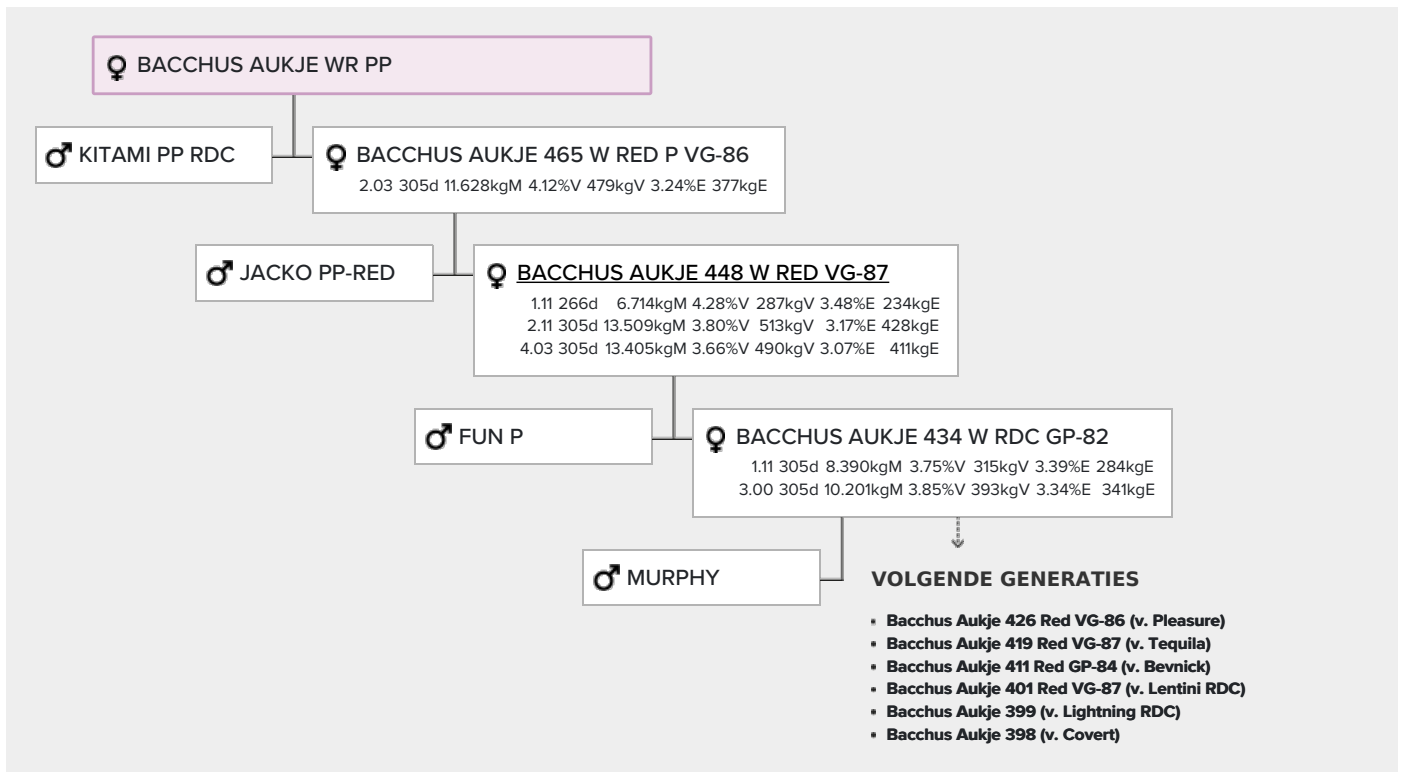 BACCHUS AUKJE WR PP
KITAMI PP RDC
BACCHUS AUKJE 465 W RED P VG-86
2.03 305d 11.628kgM 4.12%V 479kgV 3.24%E 377kgE
JACKO PP-RED
BACCHUS AUKJE 448 W RED VG-87
1.11 266d 6.714kgM 4.28%V 287kgV 3.48%E 234kgE
2.11 305d 13.509kgM 3.80%V 513kgV 3.17%E 428kgE
4.03 305d 13.405kgM 3.66%V 490kgV 3.07%E 411kgE
FUN P
BACCHUS AUKJE 434 W RDC GP-82
1.11 305d 8.390kgM 3.75%V 315kgV 3.39%E 284kgE
3.00 305d 10.201kgM 3.85%V 393kgV 3.34%E 341kgE
MURPHY
VOLGENDE GENERATIES
• Bacchus Aukje 426 Red VG-86 (v. Pleasure)
• Bacchus Aukje 419 Red VG-87 (v. Tequila)
• Bacchus Aukje 411 Red GP-84 (v. Bevnick)
• Bacchus Aukje 401 Red VG-87 (v. Lentini RDC)
• Bacchus Aukje 399 (v. Lightning RDC)
• Bacchus Aukje 398 (v. Covert)